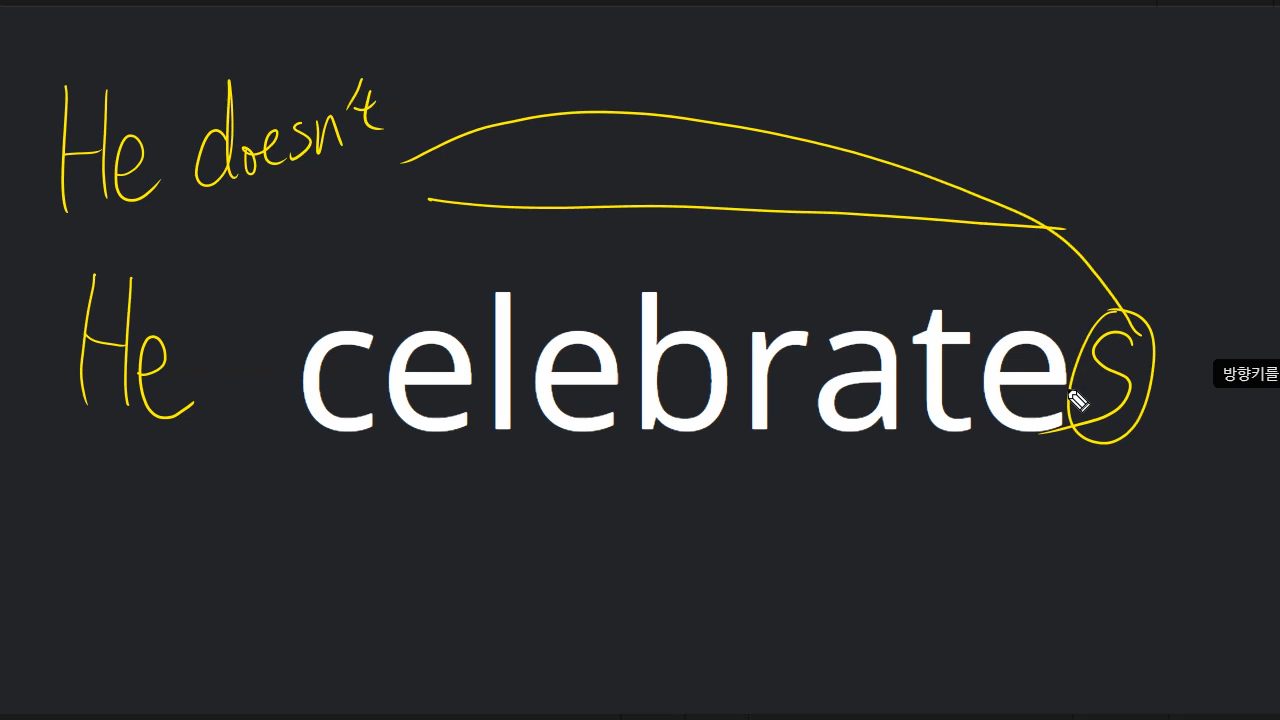 He doesn't
He celebrates
방향키를